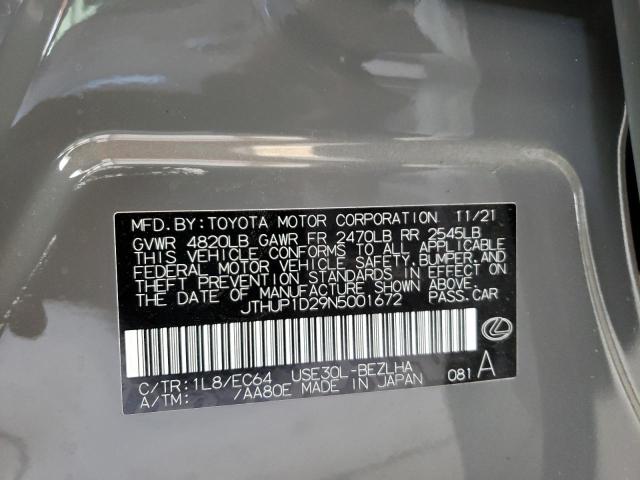 MFD.BY:TOYOTA MOTOR CORPORATION 11/21
GVWR 4820LB GAWR FR 2470LB RR 2545LB
THIS VEHICLE CONFORMS TO ALL APPLICABLE
FEDERAL MOTOR VEHICLE SAFETY,BUMPER,AND
THEFT PREVENTION STANDARDS IN EFFECT ON
THE DATE OF MANUFACTURE SHOWN ABOVE.
JTHUP1D29N5001672 PASS.CAR
C/TR:1L8/EC64 USE30L-BEZLHA
A/TM: /AA80E MADE IN JAPAN 081 A